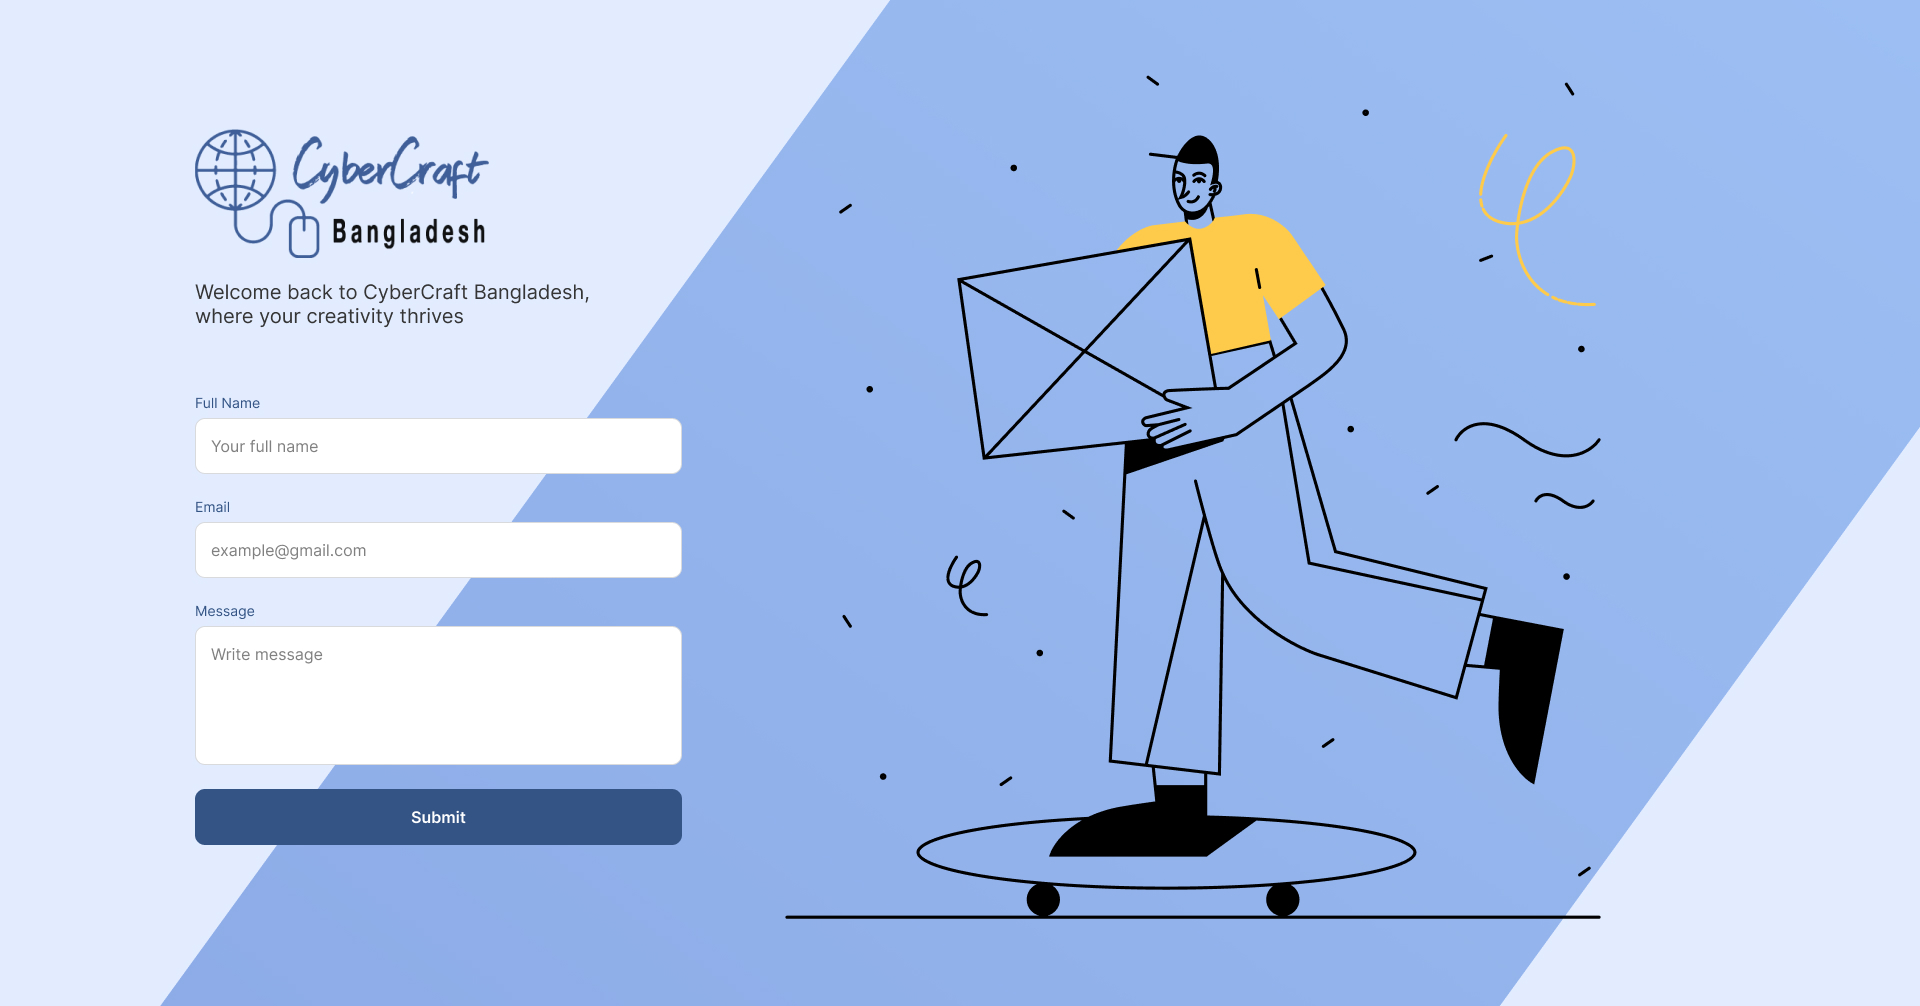 CyberCraft
Bangladesh
Welcome back to CyberCraft Bangladesh,
where your creativity thrives
Full Name
Your full name
Email
example@gmail.com
Message
Write message
Submit